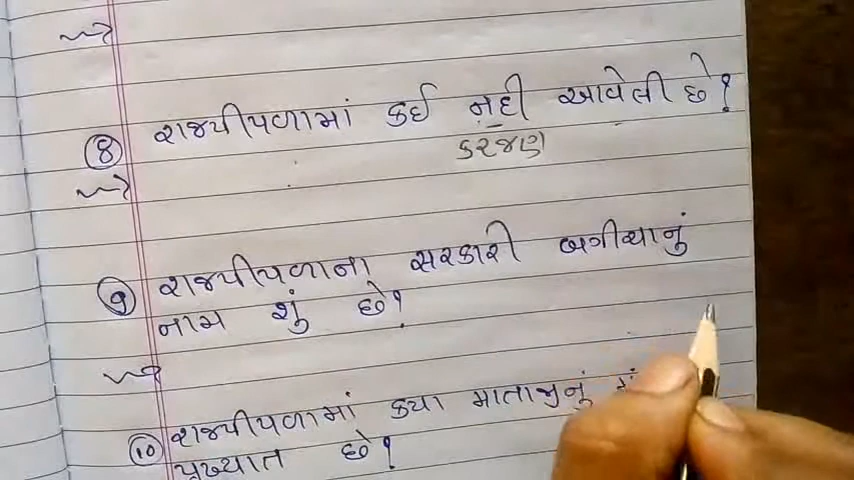 ⑧ રાજપીપળામાં કઈ નદી આવેલી છે?
કરજણ
⑨ રાજપીપળાના સરકારી બગીચાનું
નામ શું છે?
⑩ રાજપીપળામાં કયા માતાજીનું
પ્રખ્યાત છે?